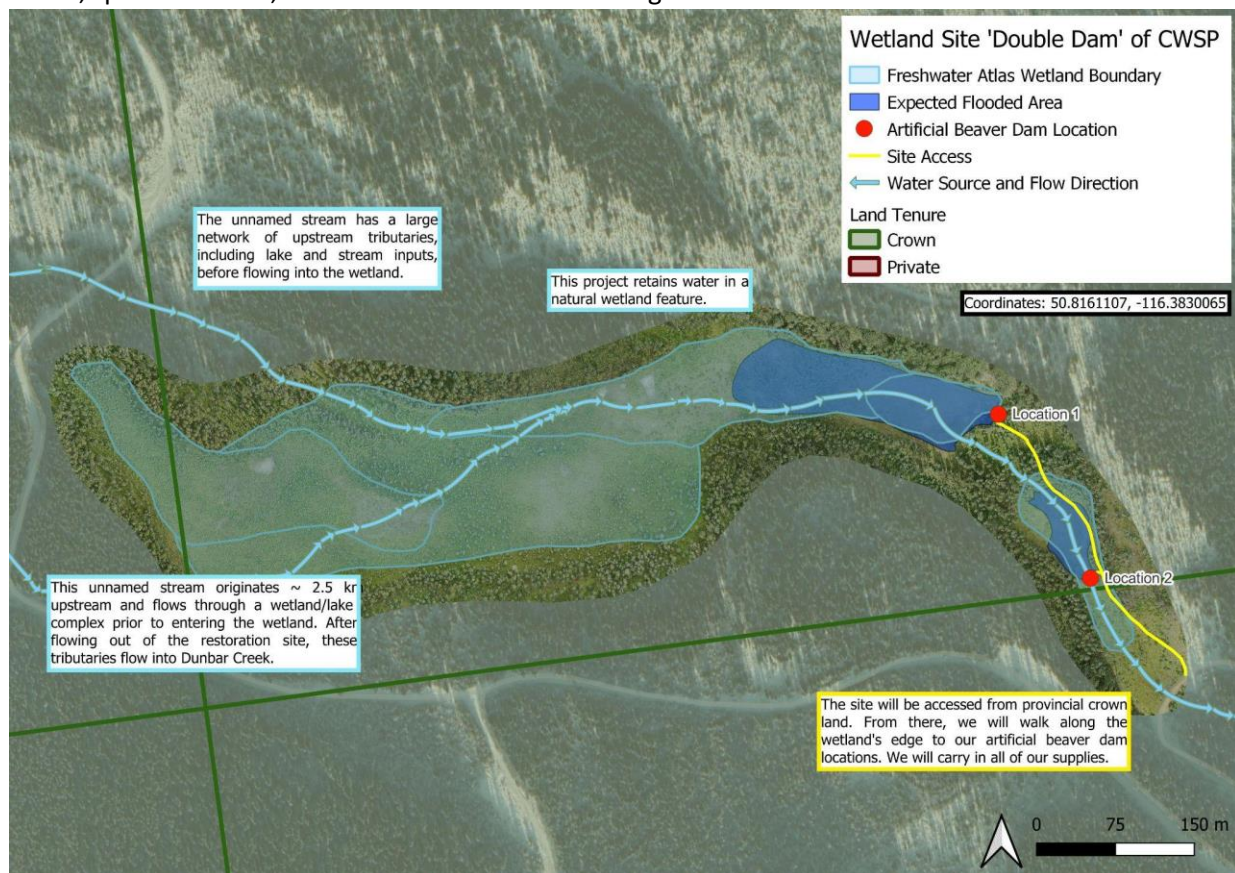 Wetland Site 'Double Dam' of CWSP
Freshwater Atlas Wetland Boundary
Expected Flooded Area
Artificial Beaver Dam Location
Site Access
Water Source and Flow Direction
Land Tenure
Crown
Private
Coordinates: 50.8161107, -116.3830065
The unnamed stream has a large
network of upstream tributaries,
including lake and stream inputs,
before flowing into the wetland.
This project retains water in a
natural wetland feature.
Location 1
Location 2
This unnamed stream originates ~ 2.5 kr
upstream and flows through a wetland/lake
complex prior to entering the wetland. After
flowing out of the restoration site, these
tributaries flow into Dunbar Creek.
The site will be accessed from provincial crown
land. From there, we will walk along the
wetland's edge to our artificial beaver dam
locations. We will carry in all of our supplies.
0 75 150 m